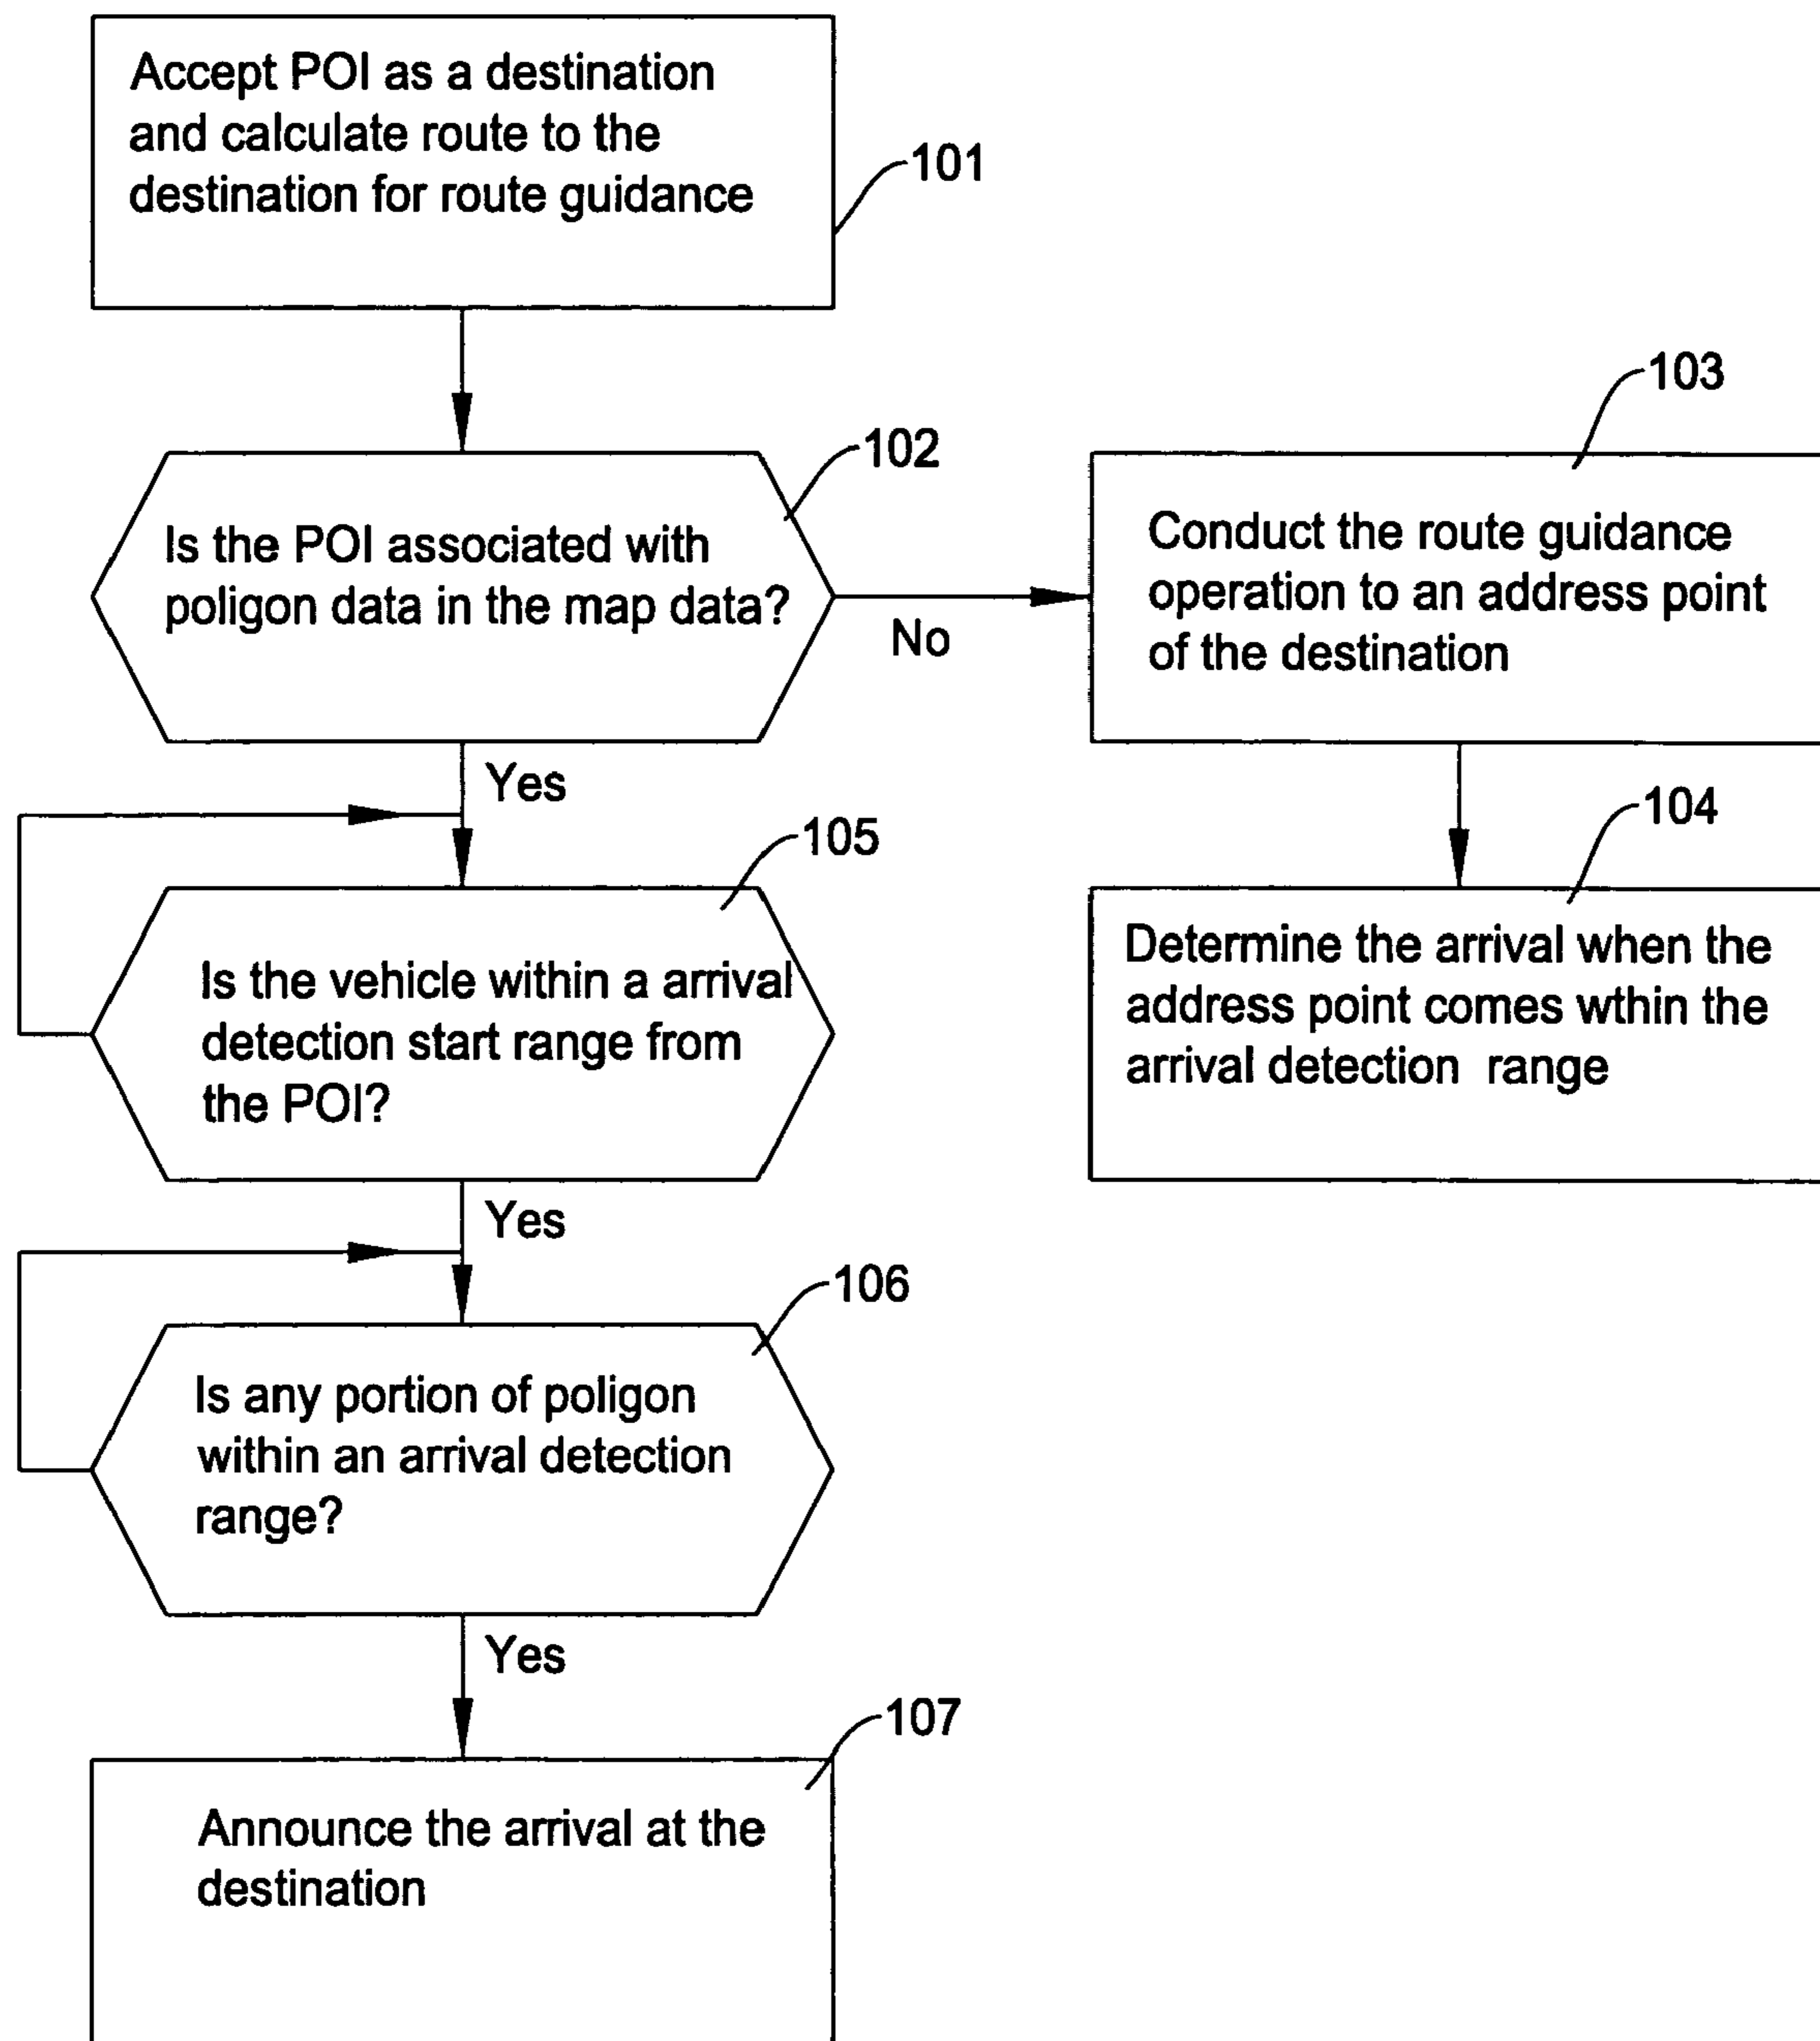 Accept POI as a destination
and calculate route to the
destination for route guidance
101
102
Is the POI associated with
poligon data in the map data?
No
103
Conduct the route guidance
operation to an address point
of the destination
Yes
104
Determine the arrival when the
address point comes wthin the
arrival detection range
105
Is the vehicle within a arrival
detection start range from
the POI?
Yes
106
Is any portion of poligon
within an arrival detection
range?
Yes
107
Announce the arrival at the
destination